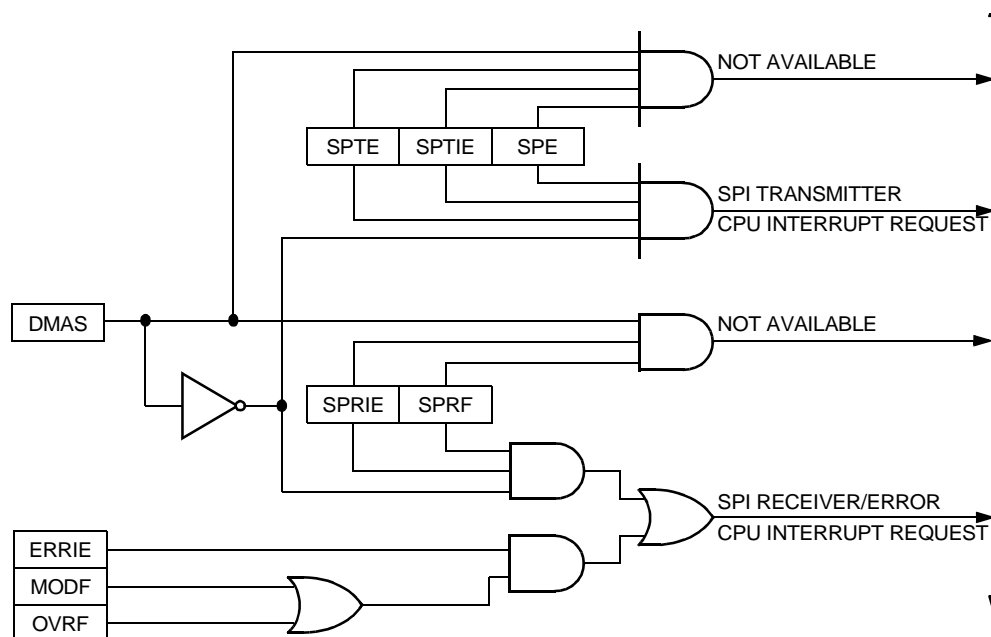 NOT AVAILABLE
SPTE SPTIE SPE
SPI TRANSMITTER
CPU INTERRUPT REQUEST
DMAS
NOT AVAILABLE
SPRIE SPRF
SPI RECEIVER/ERROR
CPU INTERRUPT REQUEST
ERRIE
MODF
OVRF